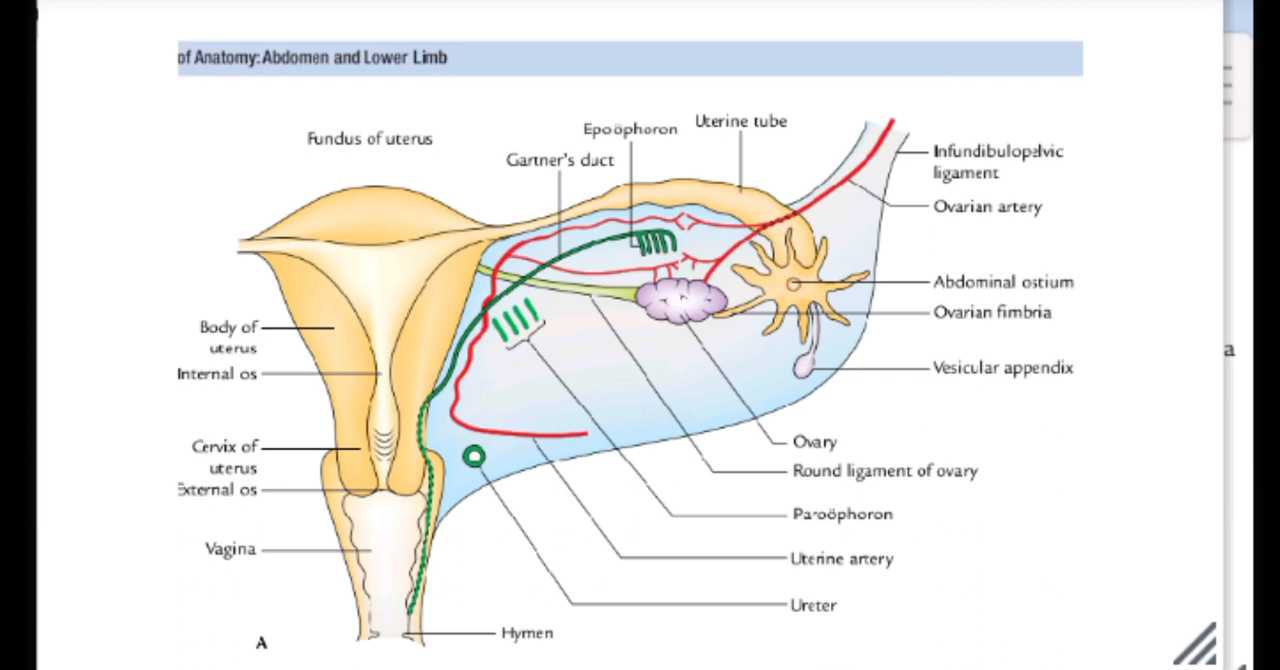 of Anatomy: Abdomen and Lower Limb
Fundus of uterus
Epoöphoron
Uterine tube
Gartner's duct
Infundibulopelvic
ligament
Ovarian artery
Abdominal ostium
Ovarian fimbria
Vesicular appendix
Body of
uterus
Internal os
Cervix of
uterus
External os
Vagina
Ovary
Round ligament of ovary
Paroöphoron
Uterine artery
Ureter
Hymen
A
a